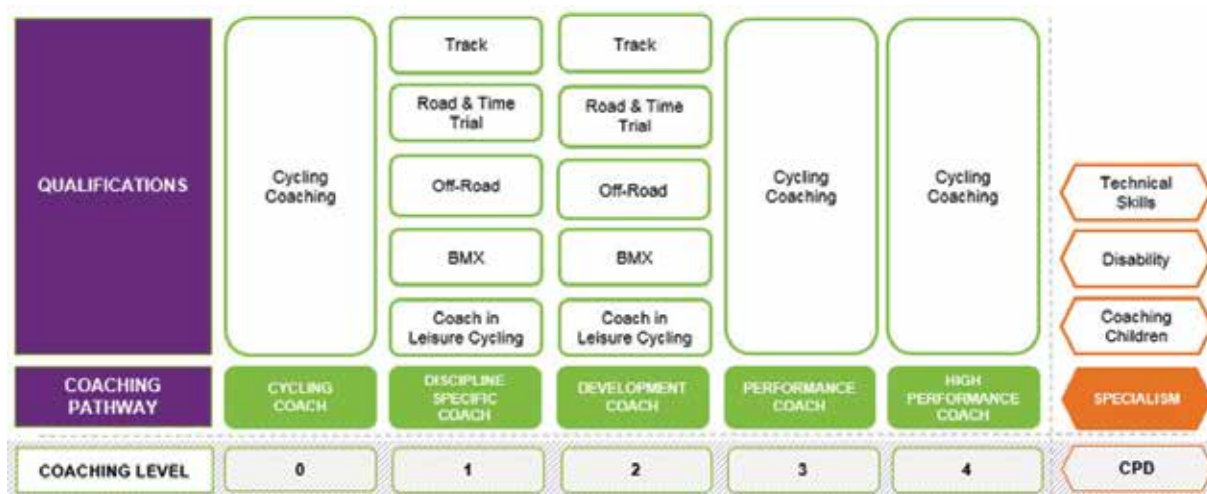 QUALIFICATIONS
Cycling
Coaching
Track
Road & Time
Trial
Off-Road
BMX
Coach in
Leisure Cycling
Track
Road & Time
Trial
Off-Road
BMX
Coach in
Leisure Cycling
Cycling
Coaching
Cycling
Coaching
Technical
Skills
Disability
Coaching
Children
COACHING
PATHWAY
CYCLING
COACH
DISCIPLINE
SPECIFIC
COACH
DEVELOPMENT
COACH
PERFORMANCE
COACH
HIGH
PERFORMANCE
COACH
SPECIALISM
COACHING LEVEL
0
1
2
3
4
CPD